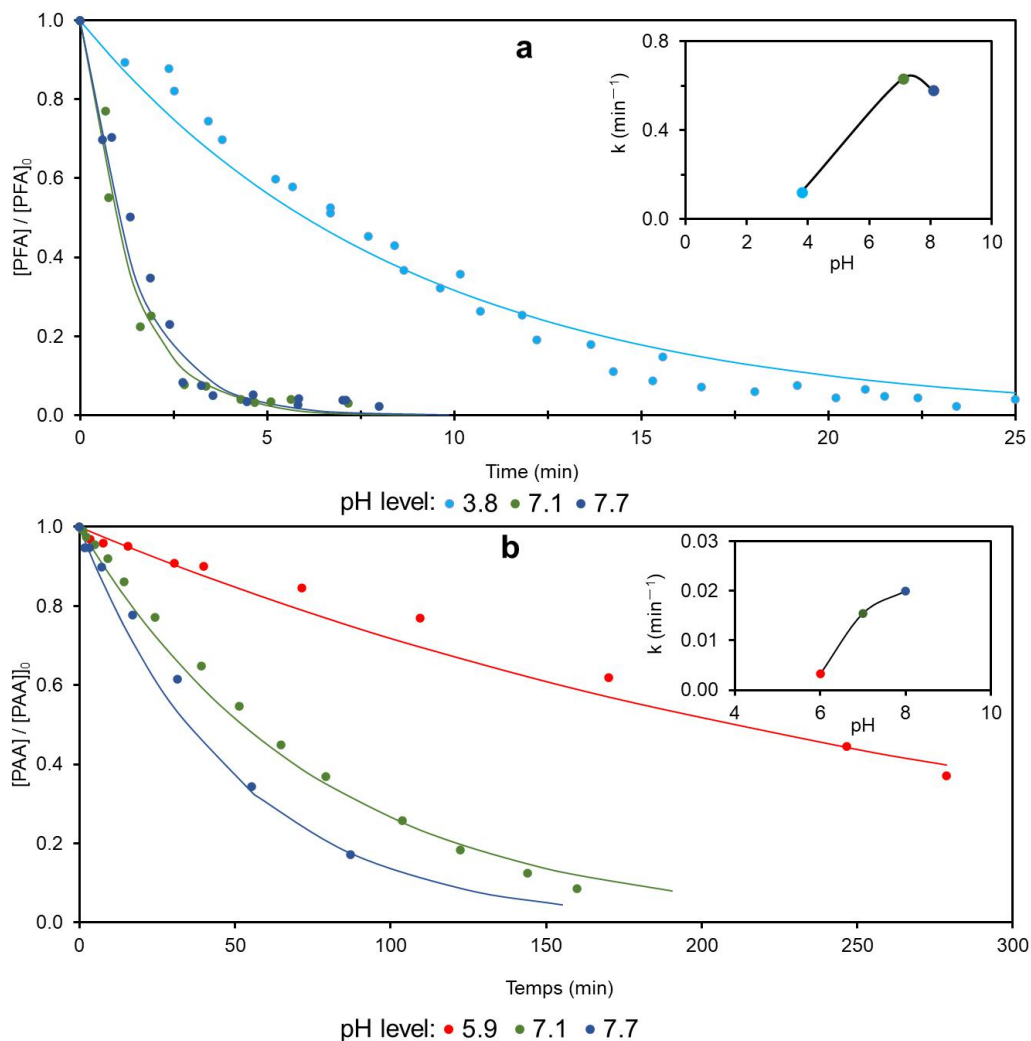 a
1.0
0.8
0.6
0.4
0.2
0.0
[PFA] / [PFA]₀
0 5 10 15 20 25
Time (min)
0.8
0.4
0.0
k (min⁻¹)
0 2 4 6 8 10
pH
pH level: 3.8 7.1 7.7
b
1.0
0.8
0.6
0.4
0.2
0.0
[PAA] / [PAA]]₀
0 50 100 150 200 250 300
Temps (min)
0.03
0.02
0.01
0.00
k (min⁻¹)
4 6 8 10
pH
pH level: 5.9 7.1 7.7